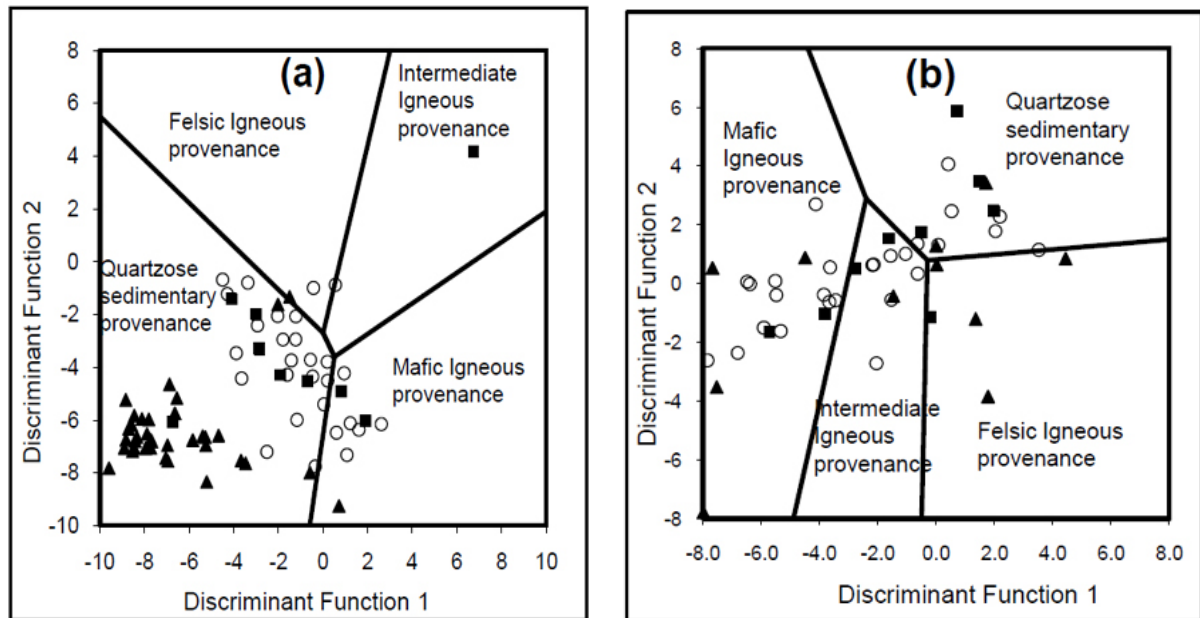 (a)
8
6
4
2
0
-2
-4
-6
-8
-10
-10
-8
-6
-4
-2
0
2
4
6
8
10
Discriminant Function 2
Discriminant Function 1
Felsic Igneous
provenance
Intermediate
Igneous
provenance
Quartzose
sedimentary
provenance
Mafic Igneous
provenance
(b)
8
6
4
2
0
-2
-4
-6
-8
-8.0
-6.0
-4.0
-2.0
0.0
2.0
4.0
6.0
8.0
Discriminant Function 2
Discriminant Function 1
Mafic
Igneous
provenance
Quartzose
sedimentary
provenance
Intermediate
Igneous
provenance
Felsic Igneous
provenance